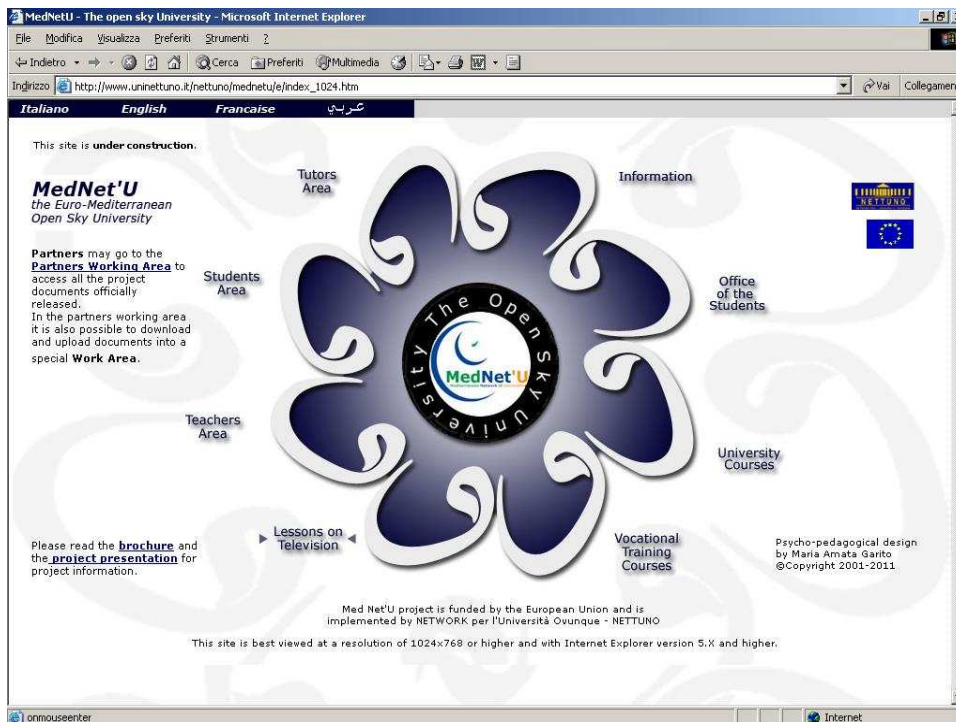 MedNetU - The open sky University - Microsoft Internet Explorer
File Modifica Visualizza Preferiti Strumenti ?
Indietro Cerca Preferiti Multimedia
Indirizzo http://www.uninettuno.it/nettuno/mednetu/e/index_1024.htm Vai Collegamen
Italiano English Francaise عربي
This site is under construction.
MedNet'U
the Euro-Mediterranean
Open Sky University
Partners may go to the
Partners Working Area to
access all the project
documents officially
released.
In the partners working area
it is also possible to download
and upload documents into a
special Work Area.
Tutors
Area
Information
NETTUNO
Students
Area
Office
of the
Students
The Open Sky University
MedNet'U
Teachers
Area
University
Courses
Lessons on
Television
Vocational
Training
Courses
Please read the brochure and
the project presentation for
project information.
Psycho-pedagogical design
by Maria Amata Garito
©Copyright 2001-2011
Med Net'U project is funded by the European Union and is
implemented by NETWORK per l'Università Ovunque - NETTUNO
This site is best viewed at a resolution of 1024x768 or higher and with Internet Explorer version 5.X and higher.
onmouseenter Internet